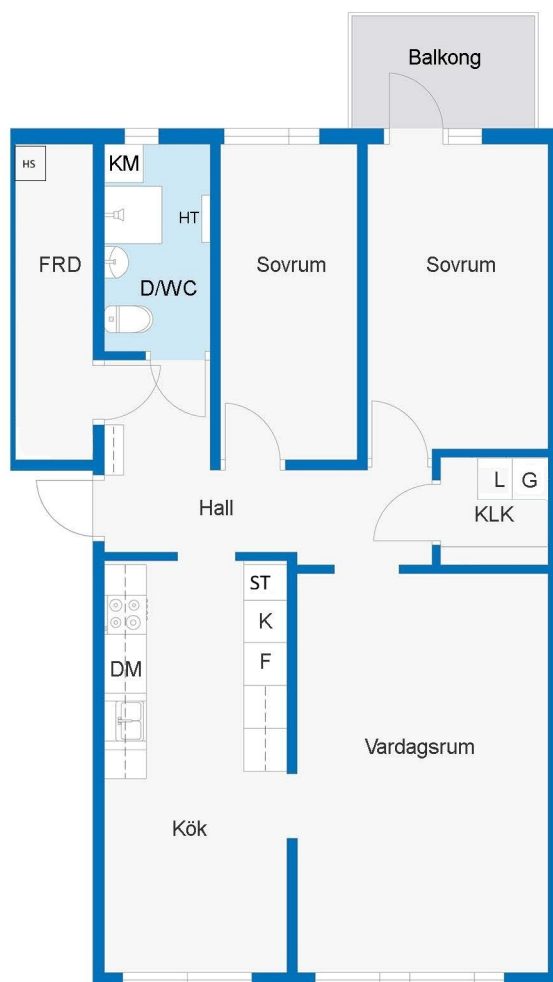 Balkong
HS
KM
HT
FRD
Sovrum
Sovrum
D/WC
L G
Hall
KLK
ST
K
F
DM
Vardagsrum
Kök